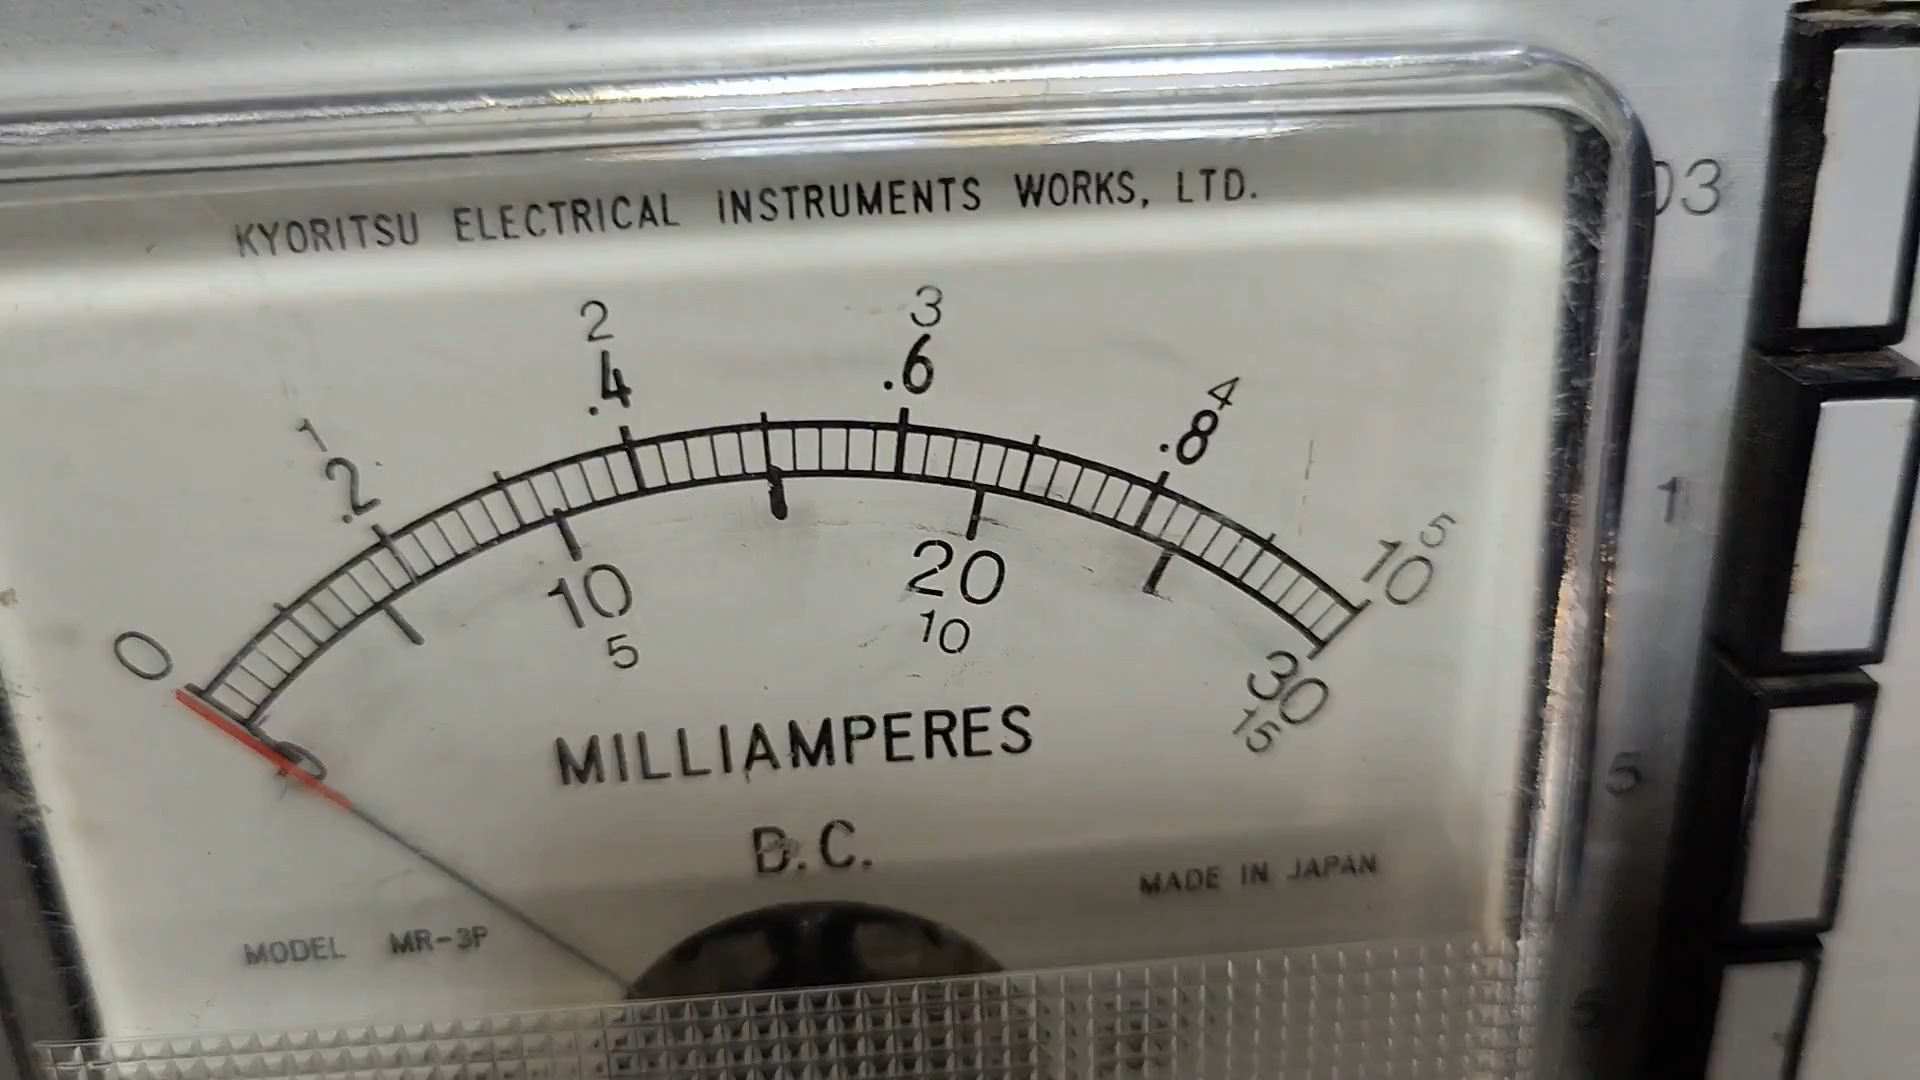 KYORITSU ELECTRICAL INSTRUMENTS WORKS, LTD.
1 2 3 4 5
0 .2 .4 .6 .8 10
0 10 20 30
5 10 15
MILLIAMPERES
D.C.
MADE IN JAPAN
MODEL MR-3P
03
1
5